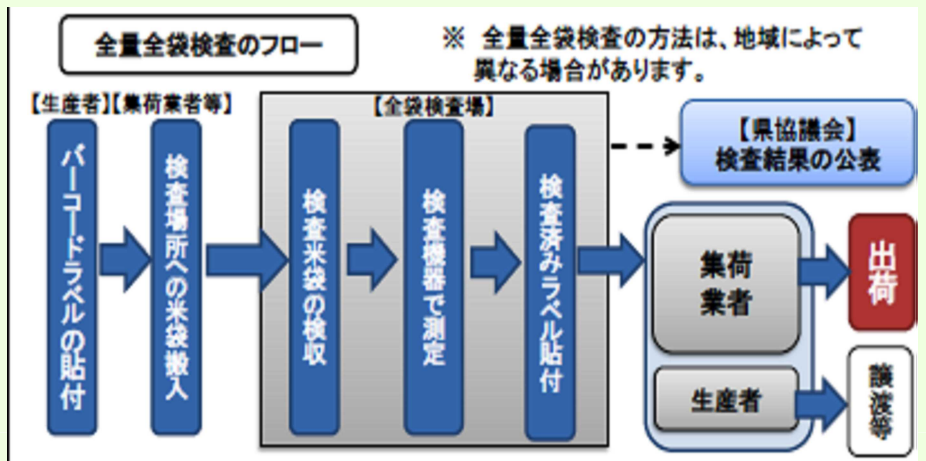 全量全袋検査のフロー
※ 全量全袋検査の方法は、地域によって
異なる場合があります。
【生産者】【集荷業者等】
【全袋検査場】
バーコードラベルの貼付
検査場所への米袋搬入
検査米袋の検収
検査機器で測定
検査済みラベル貼付
【県協議会】
検査結果の公表
集荷
業者
出荷
生産者
譲渡等